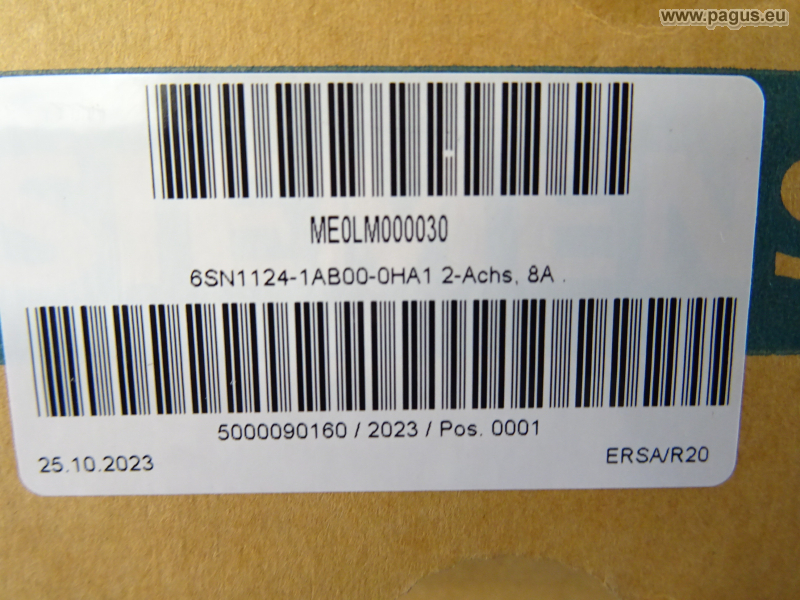 www.pagus.eu
ME0LM000030
6SN1124-1AB00-0HA1 2-Achs, 8A .
5000090160 / 2023 / Pos. 0001
25.10.2023
ERSA/R20